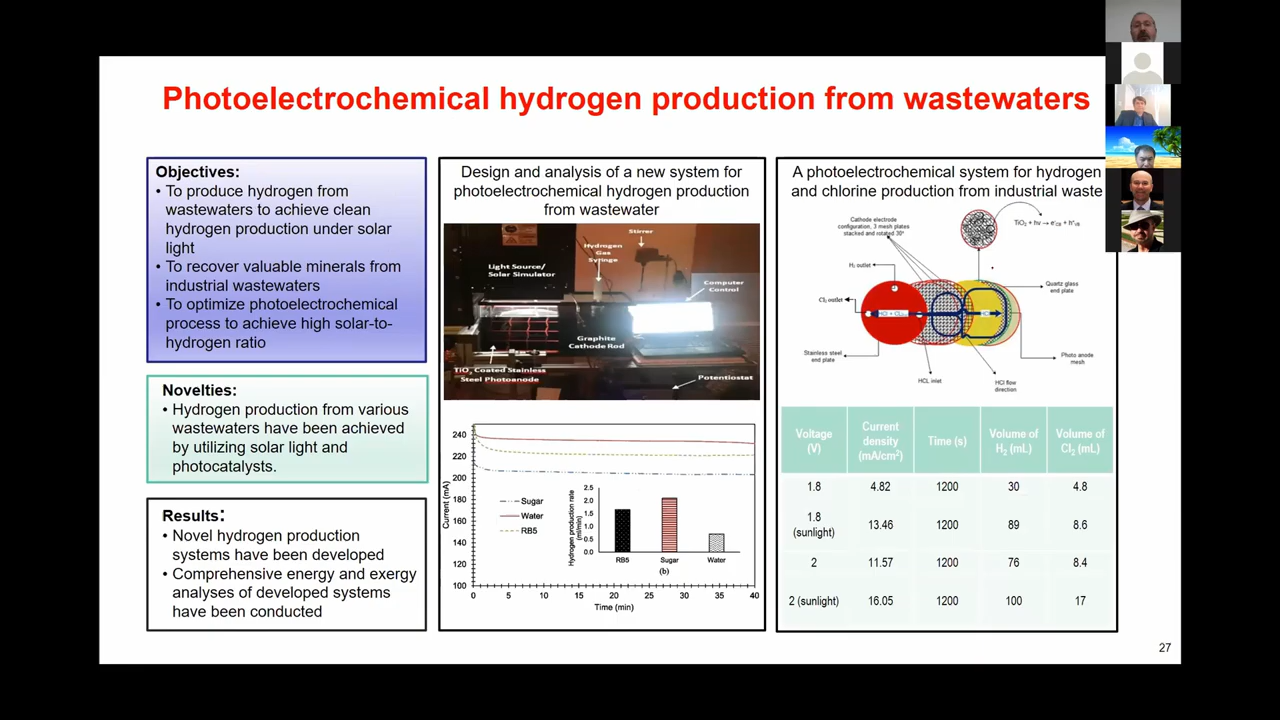 Photoelectrochemical hydrogen production from wastewaters
Objectives:
• To produce hydrogen from
wastewaters to achieve clean
hydrogen production under solar
light
• To recover valuable minerals from
industrial wastewaters
• To optimize photoelectrochemical
process to achieve high solar-to-
hydrogen ratio
Novelties:
• Hydrogen production from various
wastewaters have been achieved
by utilizing solar light and
photocatalysts.
Results:
• Novel hydrogen production
systems have been developed
• Comprehensive energy and exergy
analyses of developed systems
have been conducted
Design and analysis of a new system for
photoelectrochemical hydrogen production
from wastewater
Stirrer
Hydrogen
Gas
Syringe
Light Source/
Solar Simulator
Computer
Control
Graphite
Cathode Rod
TiO2 Coated Stainless
Steel Photoanode
Potentiostat
Current (mA)
240
220
200
180
160
140
120
100
Sugar
Water
RB5
Hydrogen production rate
(ml/min)
2.5
2.0
1.5
1.0
0.5
0.0
RB5 Sugar Water
(b)
0 5 10 15 20 25 30 35 40
Time (min)
A photoelectrochemical system for hydrogen
and chlorine production from industrial waste
Cathode electrode
configuration, 3 mesh plates
stacked and rotated 30°
TiO2 + hν → e-CB + h+VB
H2 outlet
Cl2 outlet
Quartz glass
end plate
Stainless steel
end plate
Photo anode
mesh
HCL inlet
HCl flow
direction
Voltage (V) Current density (mA/cm2) Time (s) Volume of H2 (mL) Volume of Cl2 (mL)
1.8 4.82 1200 30 4.8
1.8 (sunlight) 13.46 1200 89 8.6
2 11.57 1200 76 8.4
2 (sunlight) 16.05 1200 100 17
27